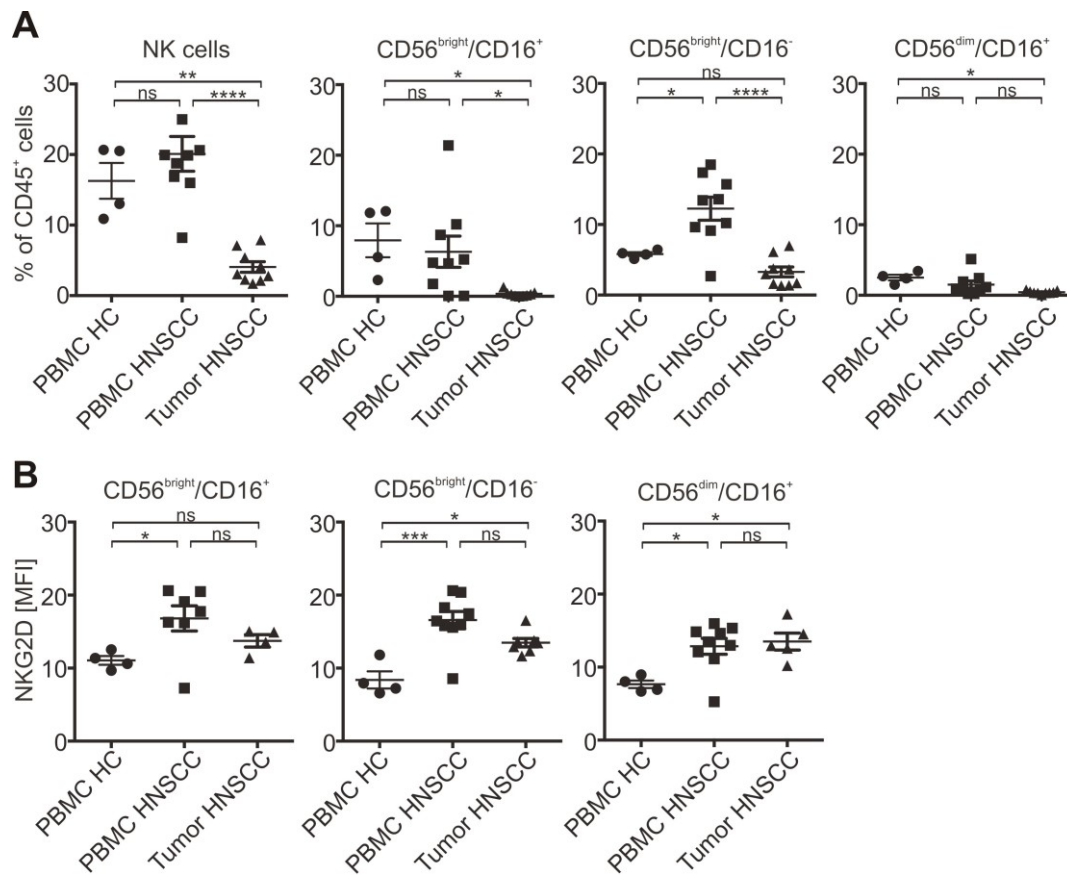 A
NK cells
CD56bright/CD16+
CD56bright/CD16-
CD56dim/CD16+
% of CD45+ cells
30
20
10
0
**
ns
****
PBMC HC
PBMC HNSCC
Tumor HNSCC
30
20
10
0
*
ns
*
PBMC HC
PBMC HNSCC
Tumor HNSCC
30
20
10
0
ns
*
****
PBMC HC
PBMC HNSCC
Tumor HNSCC
30
20
10
0
*
ns
ns
PBMC HC
PBMC HNSCC
Tumor HNSCC
B
CD56bright/CD16+
CD56bright/CD16-
CD56dim/CD16+
NKG2D [MFI]
30
20
10
0
ns
*
ns
PBMC HC
PBMC HNSCC
Tumor HNSCC
30
20
10
0
*
***
ns
PBMC HC
PBMC HNSCC
Tumor HNSCC
30
20
10
0
*
*
ns
PBMC HC
PBMC HNSCC
Tumor HNSCC